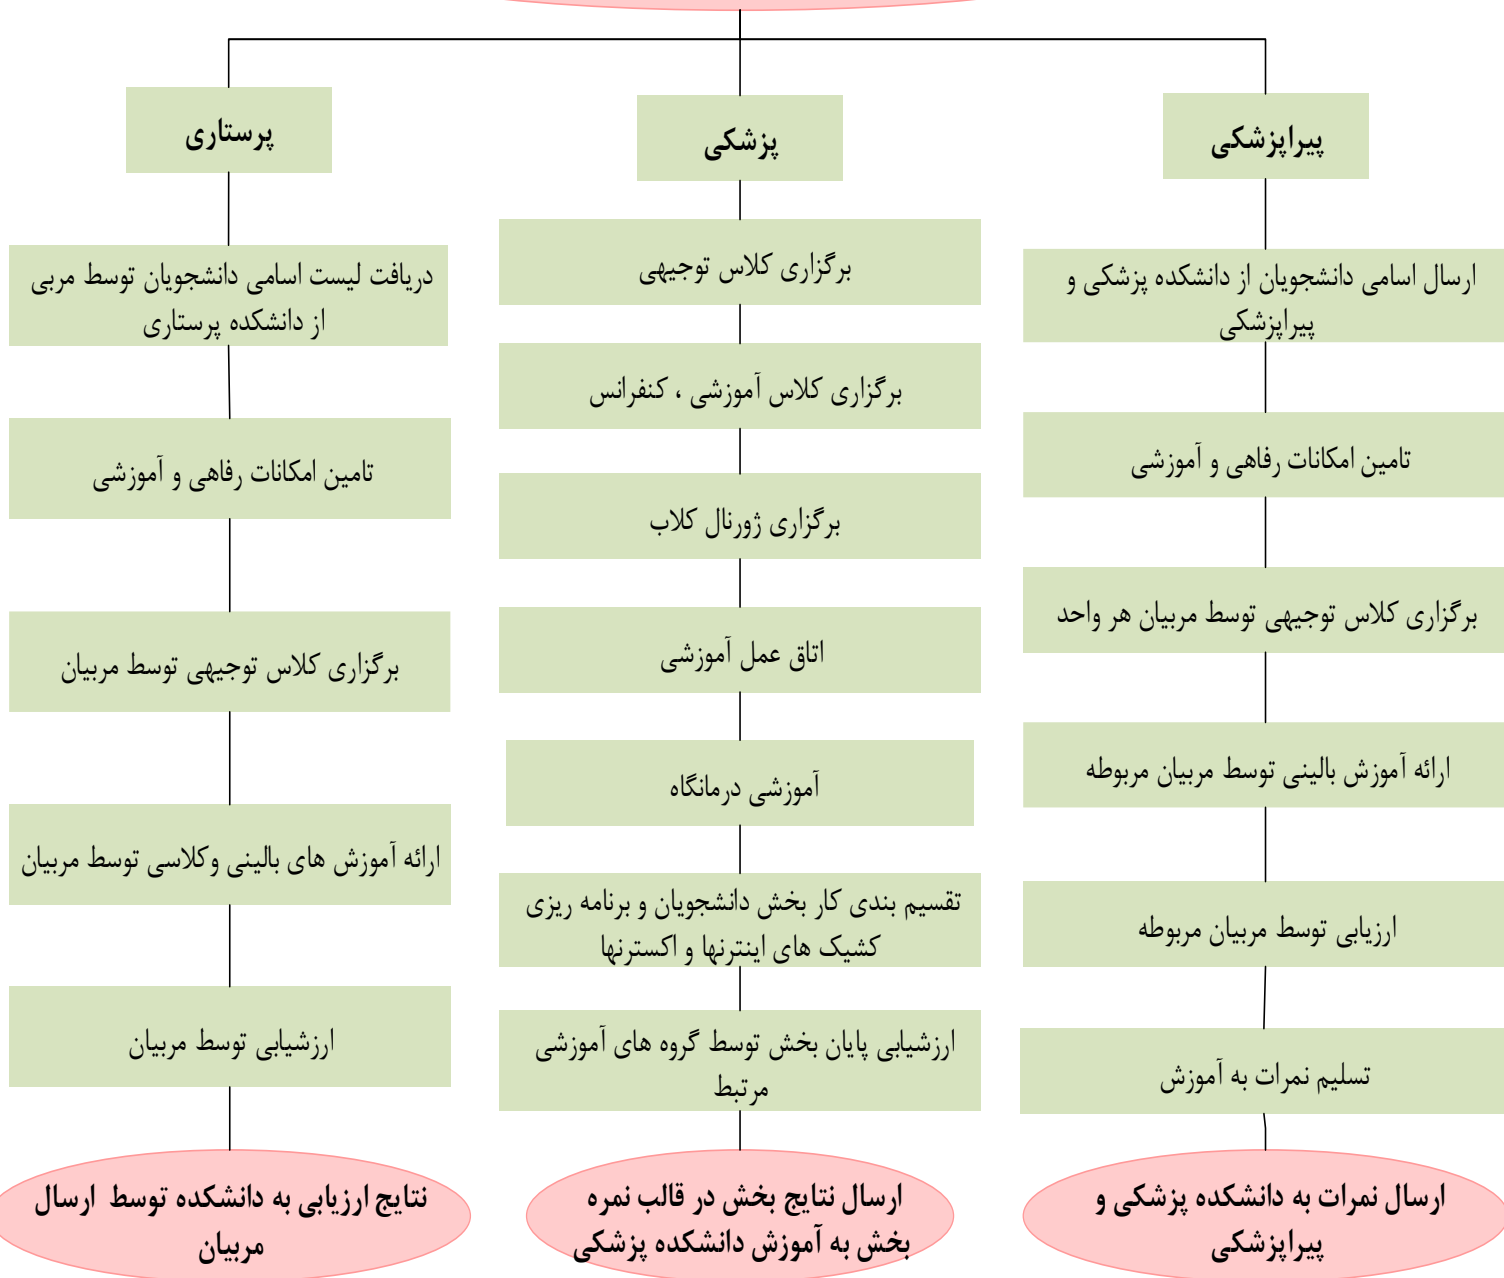 پیراپزشکی
ارسال اسامی دانشجویان از دانشکده پزشکی و
پیراپزشکی
تامین امکانات رفاهی و آموزشی
برگزاری کلاس توجیهی توسط مربیان هر واحد
ارائه آموزش بالینی توسط مربیان مربوطه
ارزیابی توسط مربیان مربوطه
تسلیم نمرات به آموزش
ارسال نمرات به دانشکده پزشکی و
پیراپزشکی
پزشکی
برگزاری کلاس توجیهی
برگزاری کلاس آموزشی ، کنفرانس
برگزاری ژورنال کلاب
اتاق عمل آموزشی
آموزشی درمانگاه
تقسیم بندی کار بخش دانشجویان و برنامه ریزی
کشیک های اینترنها و اکسترنها
ارزشیابی پایان بخش توسط گروه های آموزشی
مرتبط
ارسال نتایج بخش در قالب نمره
بخش به آموزش دانشکده پزشکی
پرستاری
دریافت لیست اسامی دانشجویان توسط مربی
از دانشکده پرستاری
تامین امکانات رفاهی و آموزشی
برگزاری کلاس توجیهی توسط مربیان
ارائه آموزش های بالینی وکلاسی توسط مربیان
ارزشیابی توسط مربیان
نتایج ارزیابی به دانشکده توسط ارسال
مربیان